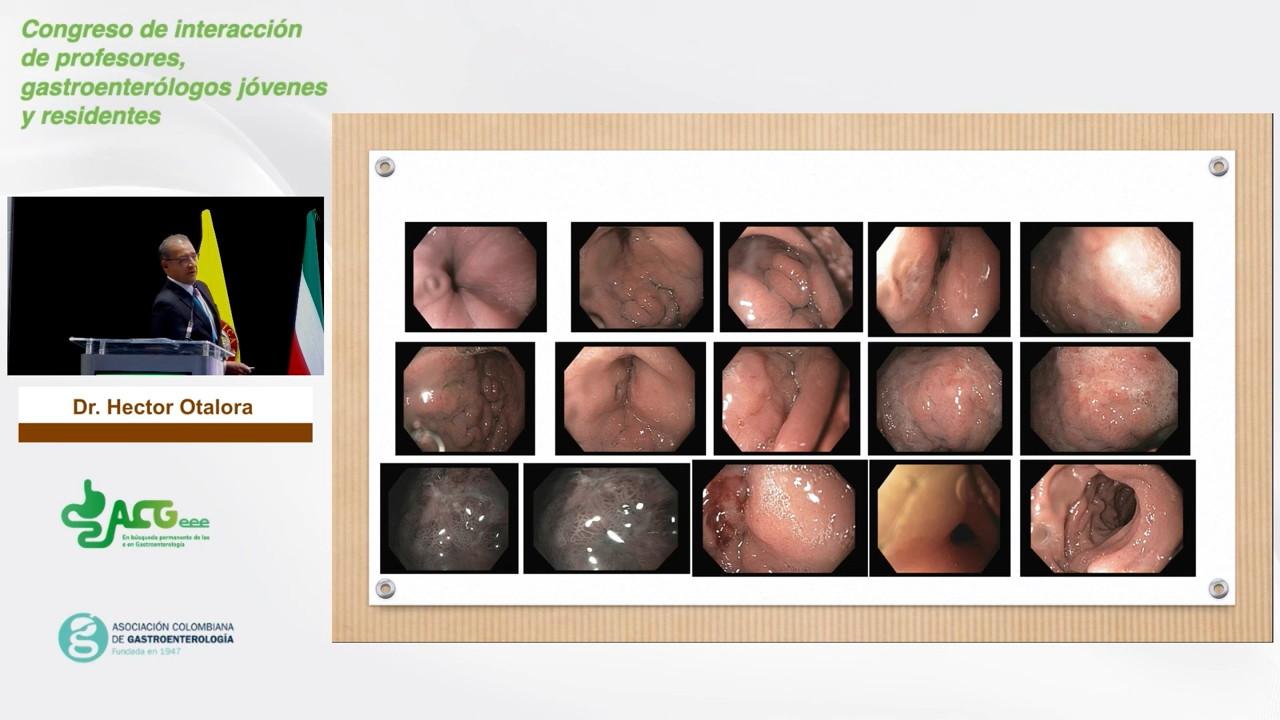 Congreso de interacción
de profesores,
gastroenterólogos jóvenes
y residentes
Dr. Hector Otalora
ACGeee
En búsqueda permanente de las
e en Gastroenterología
ASOCIACIÓN COLOMBIANA
DE GASTROENTEROLOGÍA
Fundada en 1947